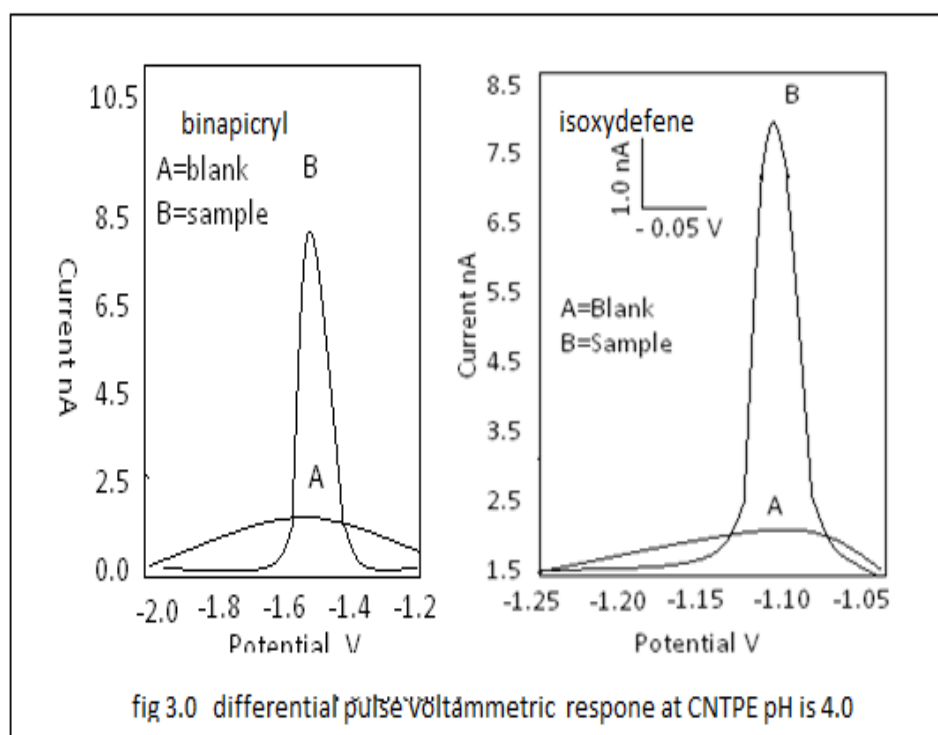 10.5
8.5
6.5
4.5
2.5
0.0
Current nA
binapicryl
A=blank
B=sample
B
A
-2.0 -1.8 -1.6 -1.4 -1.2
Potential V
8.5
7.5
6.5
5.5
4.5
3.5
2.5
1.5
Current nA
isoxydefene
B
1.0 nA
- 0.05 V
A=Blank
B=Sample
A
-1.25 -1.20 -1.15 -1.10 -1.05
Potential V
fig 3.0 differential pulse voltammetric respone at CNTPE pH is 4.0